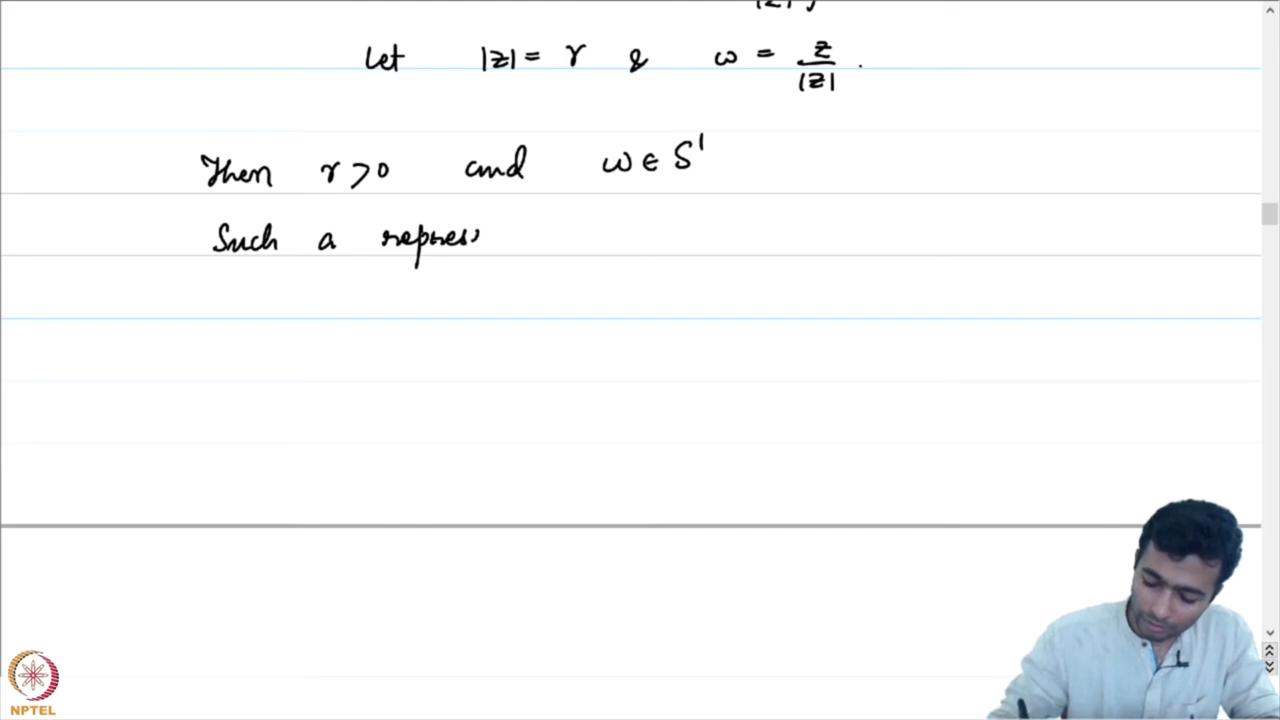 |z|
Let |z| = r & ω = z/|z| .
Then r > 0 and ω ∈ S¹
Such a repres
NPTEL